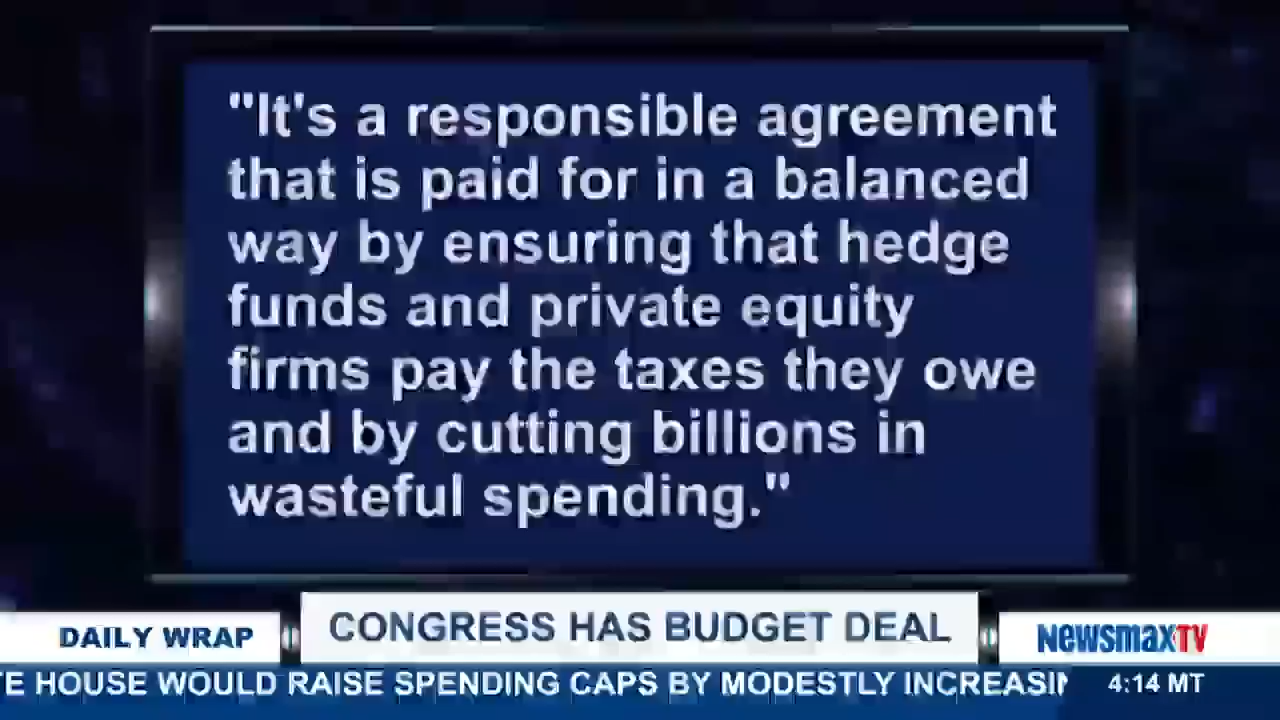 "It's a responsible agreement
that is paid for in a balanced
way by ensuring that hedge
funds and private equity
firms pay the taxes they owe
and by cutting billions in
wasteful spending."
CONGRESS HAS BUDGET DEAL
DAILY WRAP
NEWSMAXTV
HOUSE WOULD RAISE SPENDING CAPS BY MODESTLY
4:14 MT